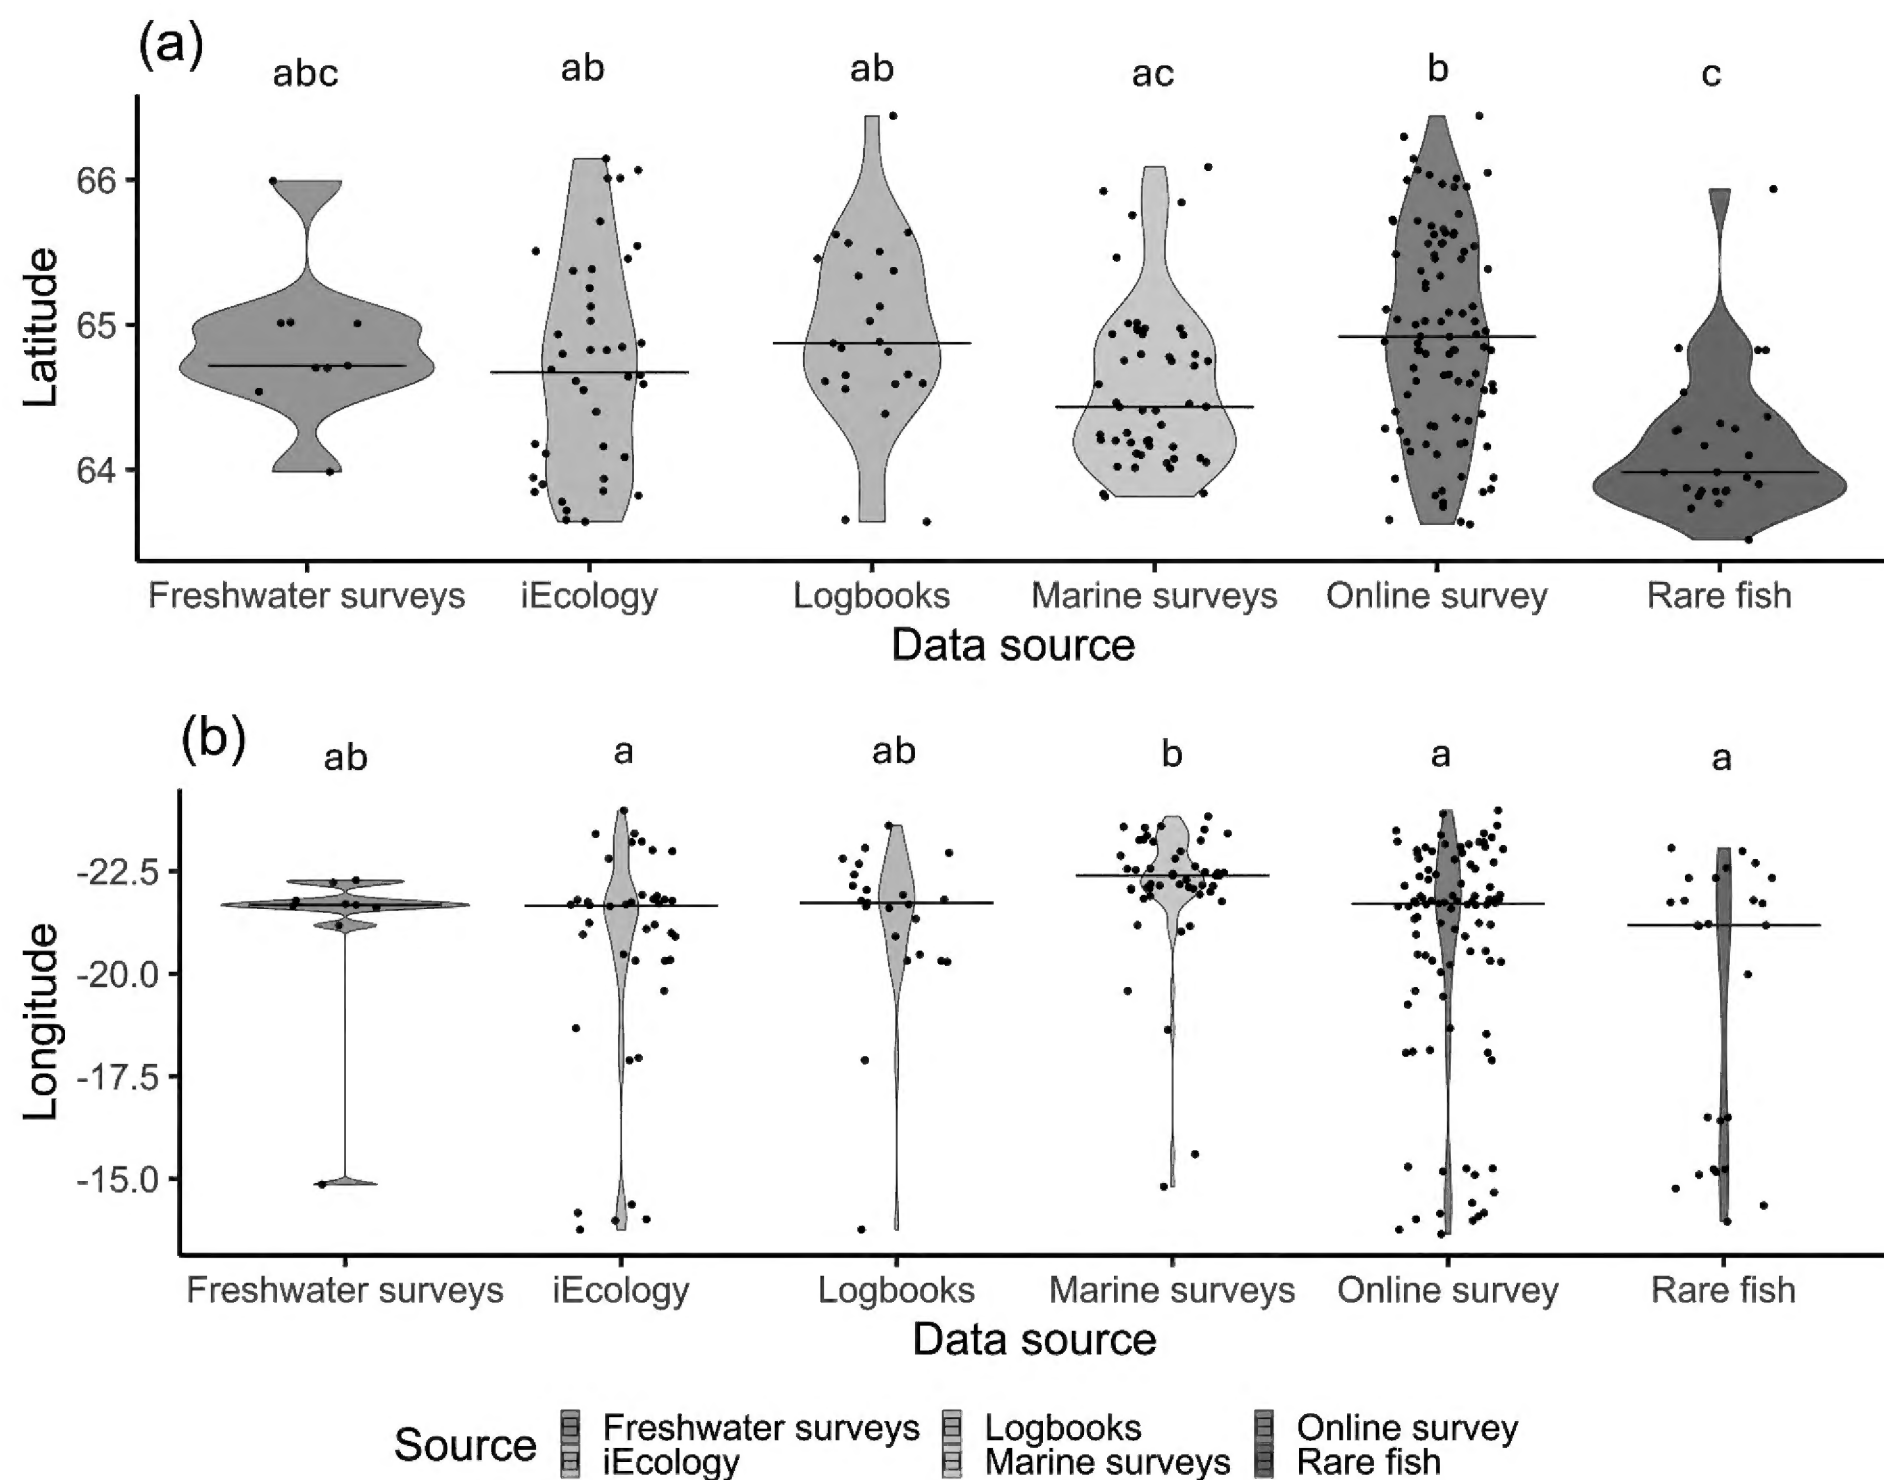 (a)
abc ab ab ac b c
66
65
64
Latitude
Freshwater surveys iEcology Logbooks Marine surveys Online survey Rare fish
Data source
(b)
ab a ab b a a
-22.5
-20.0
-17.5
-15.0
Longitude
Freshwater surveys iEcology Logbooks Marine surveys Online survey Rare fish
Data source
Source
Freshwater surveys Logbooks Online survey
iEcology Marine surveys Rare fish